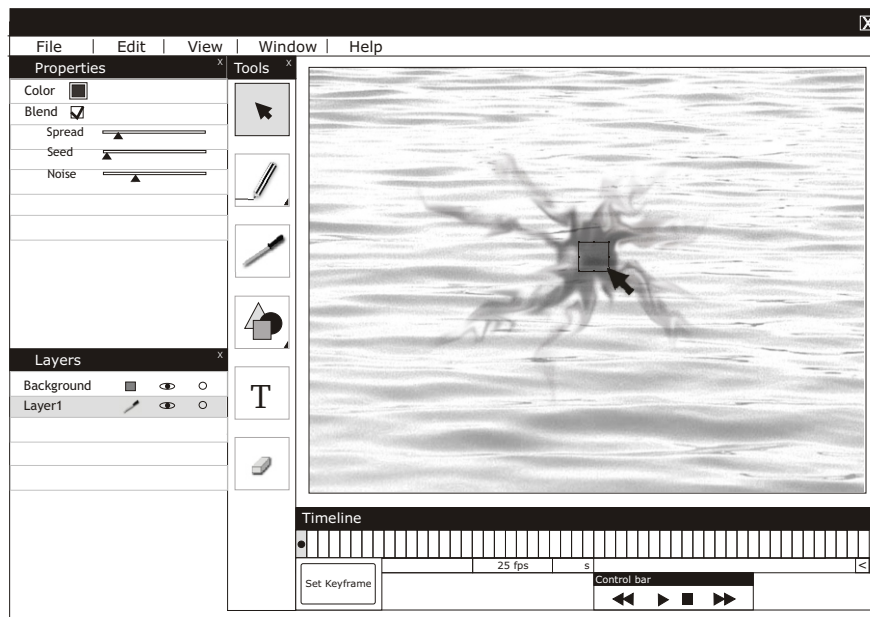 X
File | Edit | View | Window | Help
Properties x
Tools x
Color
Blend
Spread
Seed
Noise
T
Layers x
Background
Layer1
Timeline
25 fps s <
Set Keyframe
Control bar